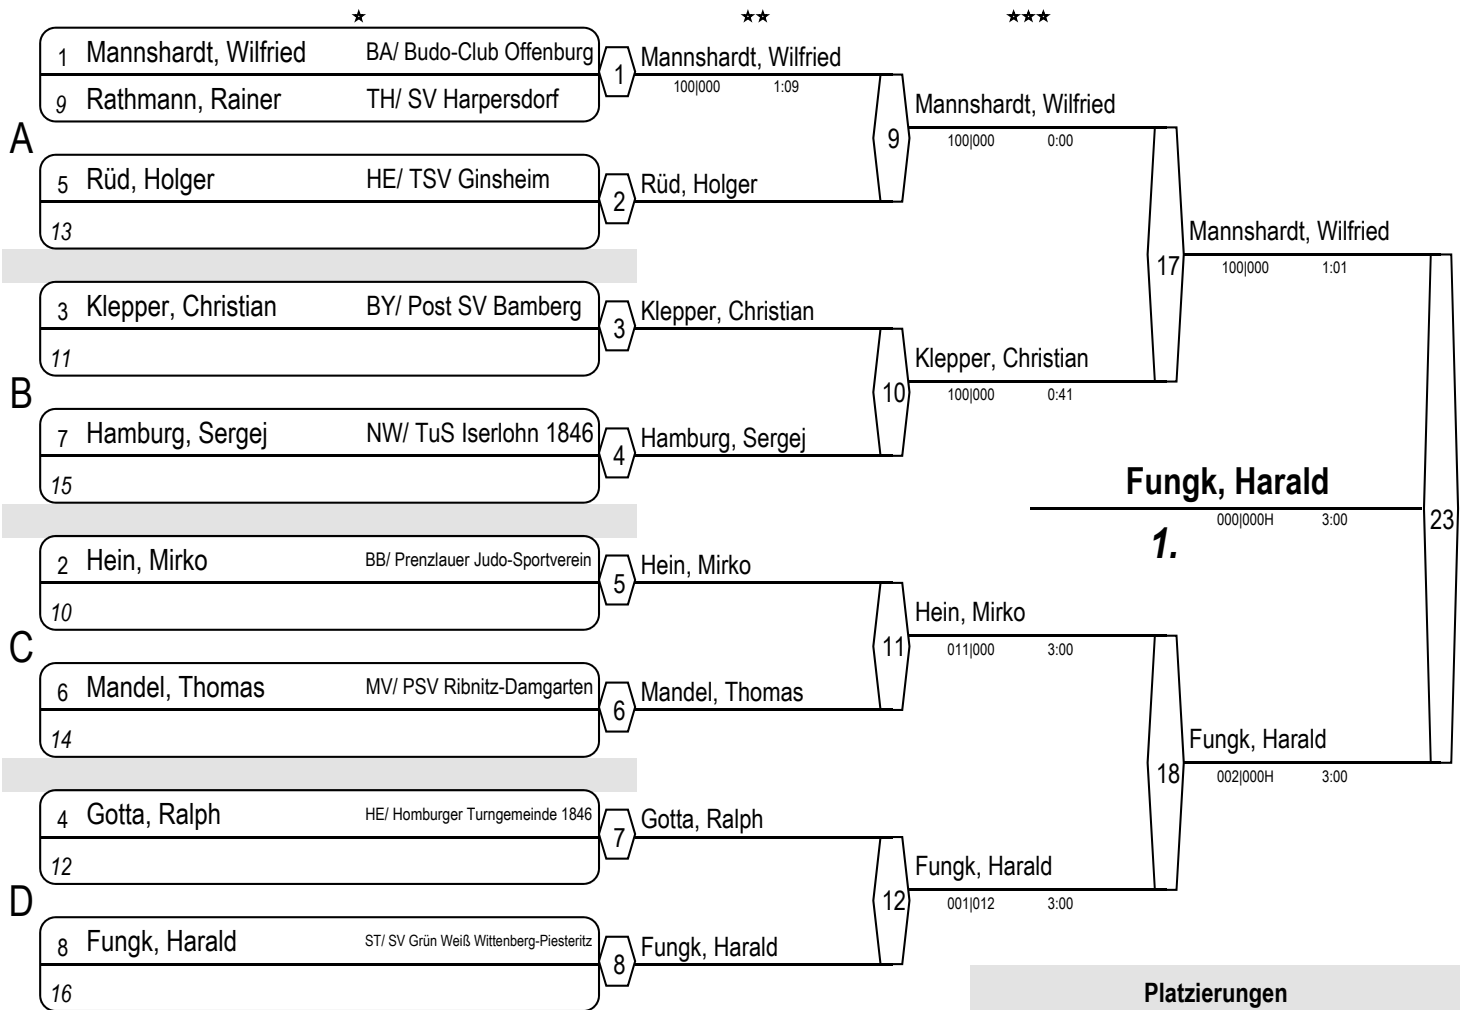 1 Mannshardt, Wilfried BA/ Budo-Club Offenburg
9 Rathmann, Rainer TH/ SV Harpersdorf
A
5 Rüd, Holger HE/ TSV Ginsheim
13
3 Klepper, Christian BY/ Post SV Bamberg
11
B
7 Hamburg, Sergej NW/ TuS Iserlohn 1846
15
2 Hein, Mirko BB/ Prenzlauer Judo-Sportverein
10
C
6 Mandel, Thomas MV/ PSV Ribnitz-Damgarten
14
4 Gotta, Ralph HE/ Homburger Turngemeinde 1846
12
D
8 Fungk, Harald ST/ SV Grün Weiß Wittenberg-Piesteritz
16
1 Mannshardt, Wilfried
100|000 1:09
2 Rüd, Holger
3 Klepper, Christian
4 Hamburg, Sergej
5 Hein, Mirko
6 Mandel, Thomas
7 Gotta, Ralph
8 Fungk, Harald
9 Mannshardt, Wilfried
100|000 0:00
10 Klepper, Christian
100|000 0:41
11 Hein, Mirko
011|000 3:00
12 Fungk, Harald
001|012 3:00
17 Mannshardt, Wilfried
100|000 1:01
18 Fungk, Harald
002|000H 3:00
Fungk, Harald
000|000H 3:00 23
1.
Platzierungen